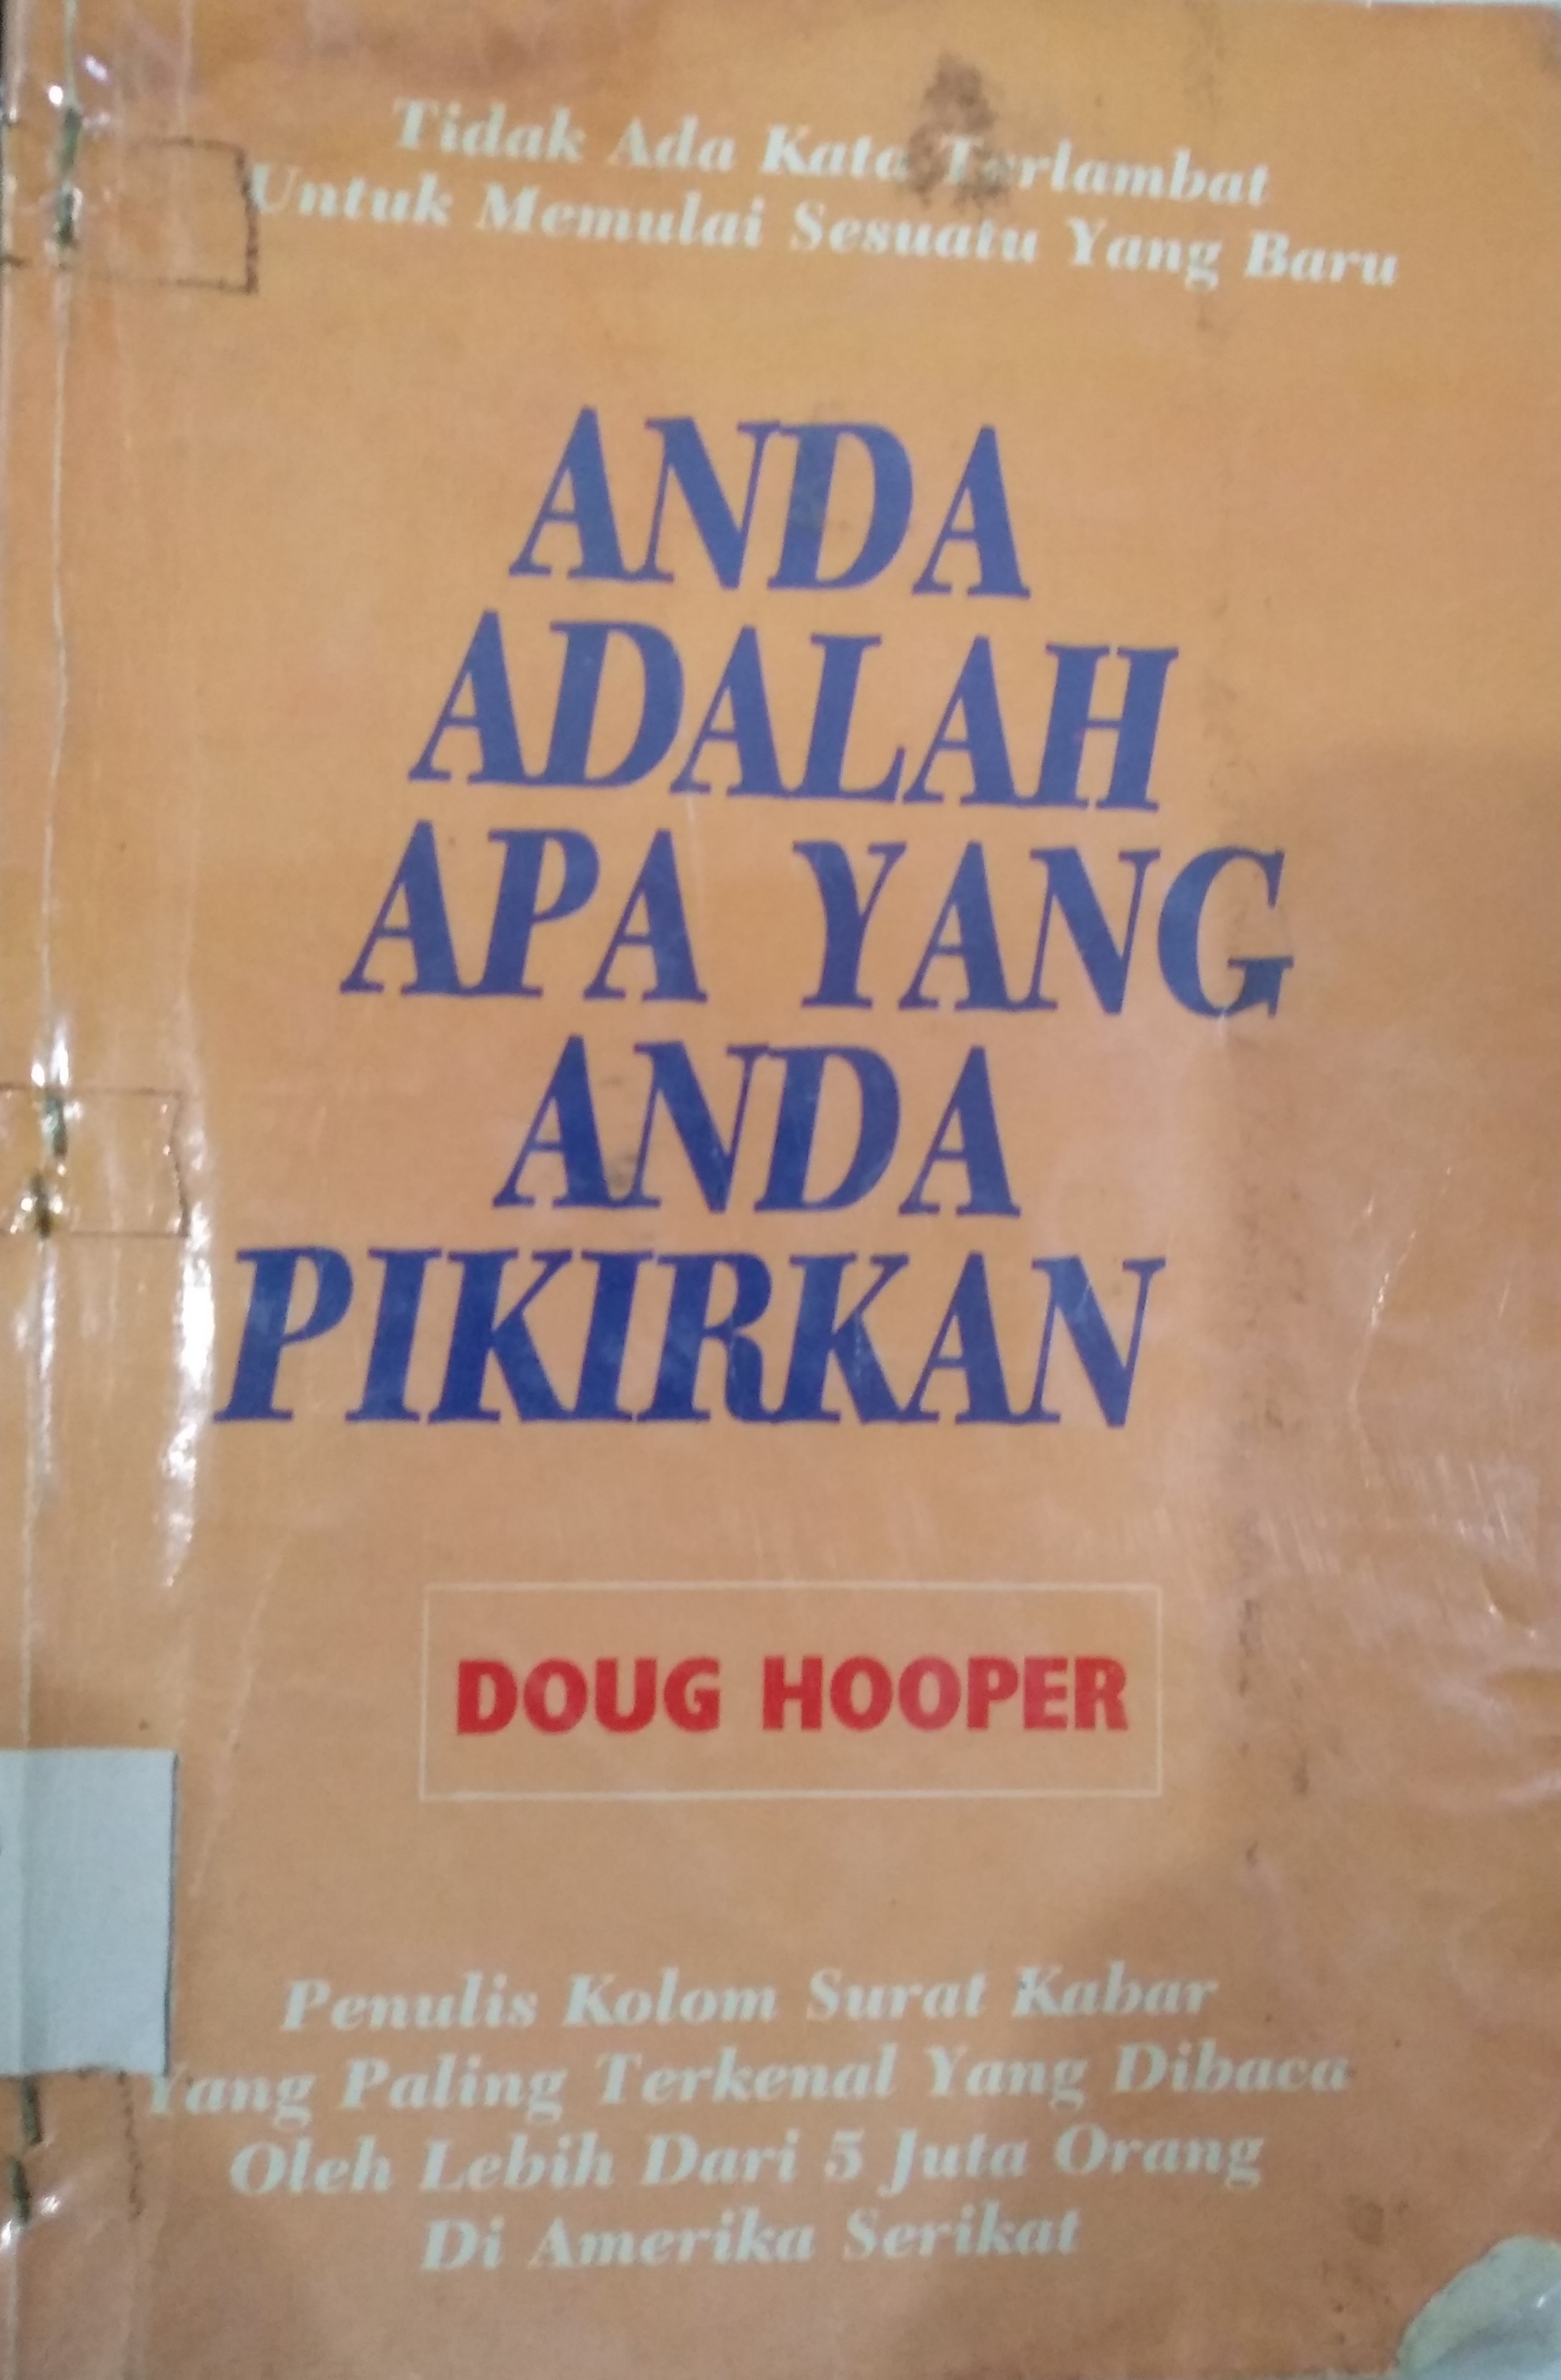 Tidak Ada Kata Terlambat
Untuk Memulai Sesuatu Yang Baru
ANDA
ADALAH
APA YANG
ANDA
PIKIRKAN
DOUG HOOPER
Penulis Kolom Surat Kabar
Yang Paling Terkenal Yang Dibaca
Oleh Lebih Dari 5 Juta Orang
Di Amerika Serikat